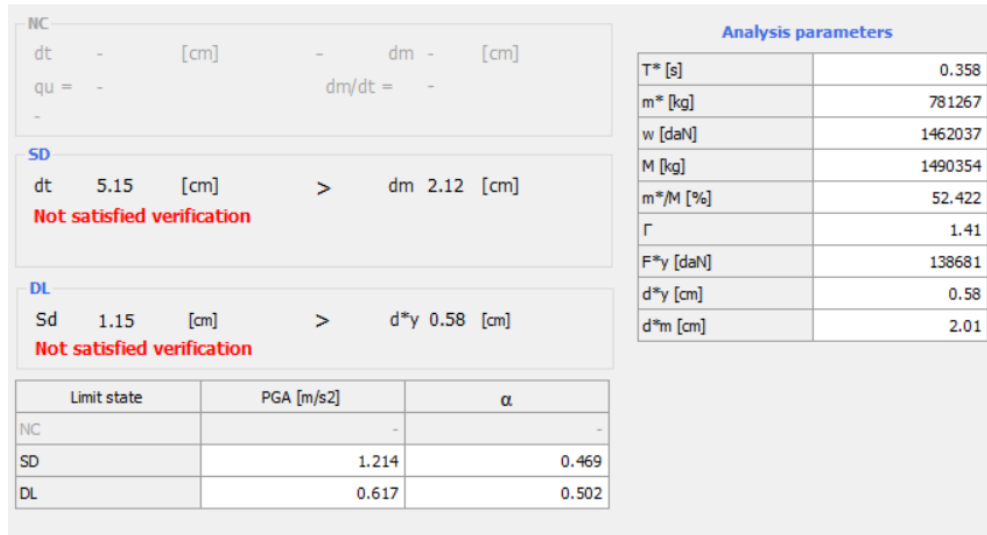 NC
dt - [cm] - dm - [cm]
qu = - dm/dt = -
-
SD
dt 5.15 [cm] > dm 2.12 [cm]
Not satisfied verification
DL
Sd 1.15 [cm] > d*y 0.58 [cm]
Not satisfied verification
Limit state PGA [m/s2] α
NC - -
SD 1.214 0.469
DL 0.617 0.502
Analysis parameters
T* [s] 0.358
m* [kg] 781267
w [daN] 1462037
M [kg] 1490354
m*/M [%] 52.422
Γ 1.41
F*y [daN] 138681
d*y [cm] 0.58
d*m [cm] 2.01